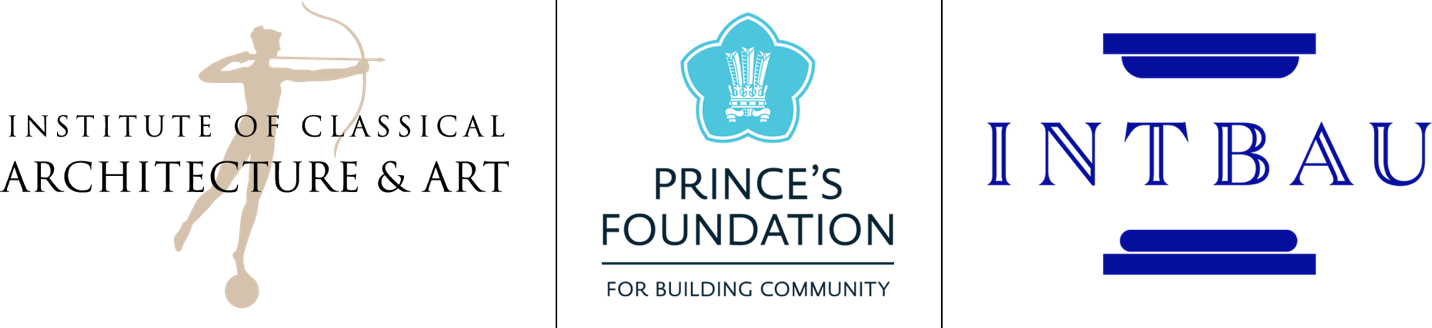 INSTITUTE OF CLASSICAL
ARCHITECTURE & ART
PRINCE'S
FOUNDATION
FOR BUILDING COMMUNITY
INTBAU